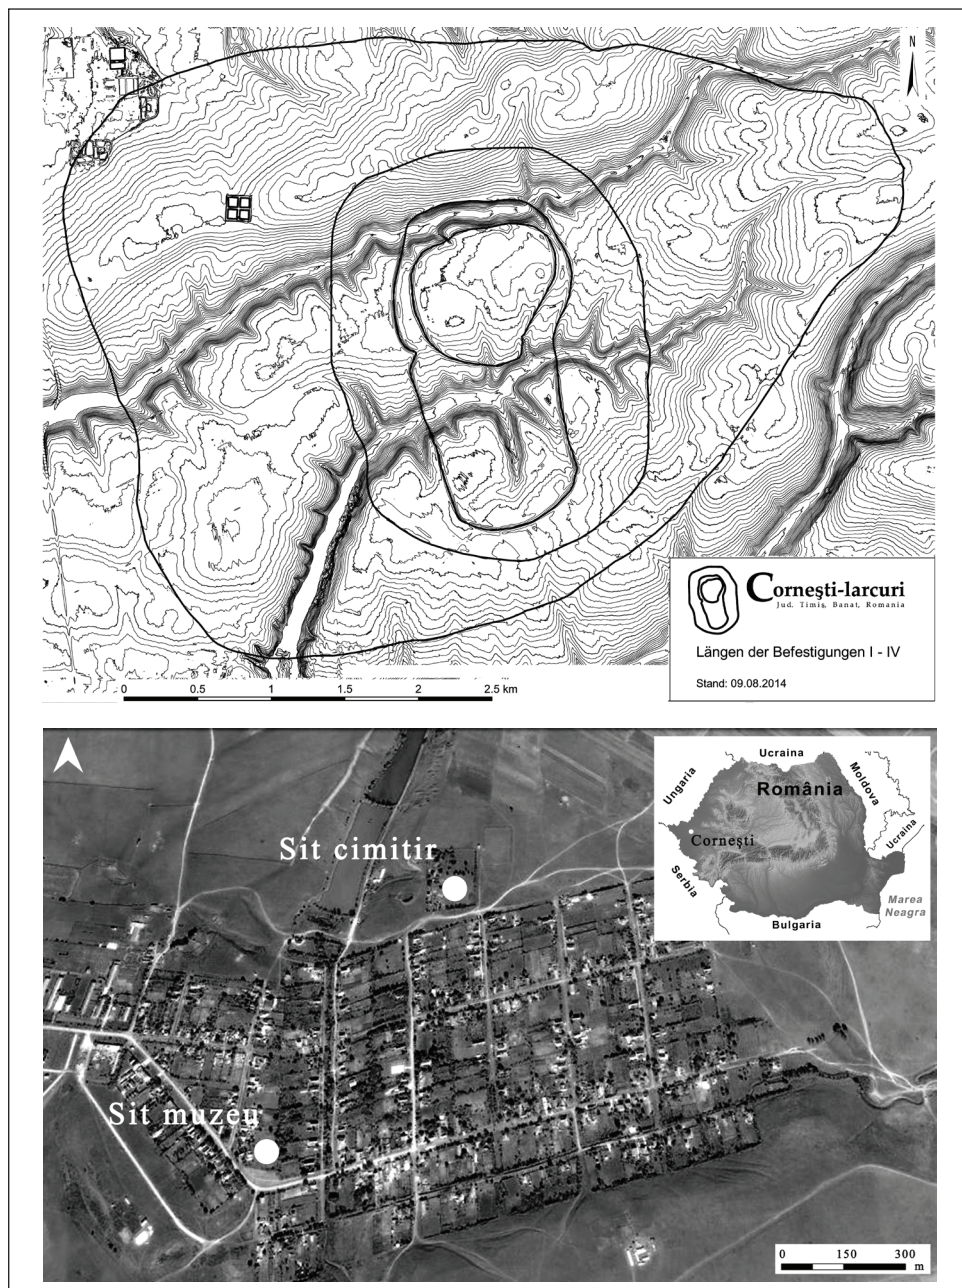 N
Corneşti-Iarcuri
Jud. Timiş, Banat, Romania
Längen der Befestigungen I - IV
Stand: 09.08.2014
0 0.5 1 1.5 2 2.5 km
Ucraina
Ungaria
România
Moldova
Ucraina
Corneşti
Serbia
Bulgaria
Marea
Neagra
Sit cimitir
Sit muzeu
0 150 300
m